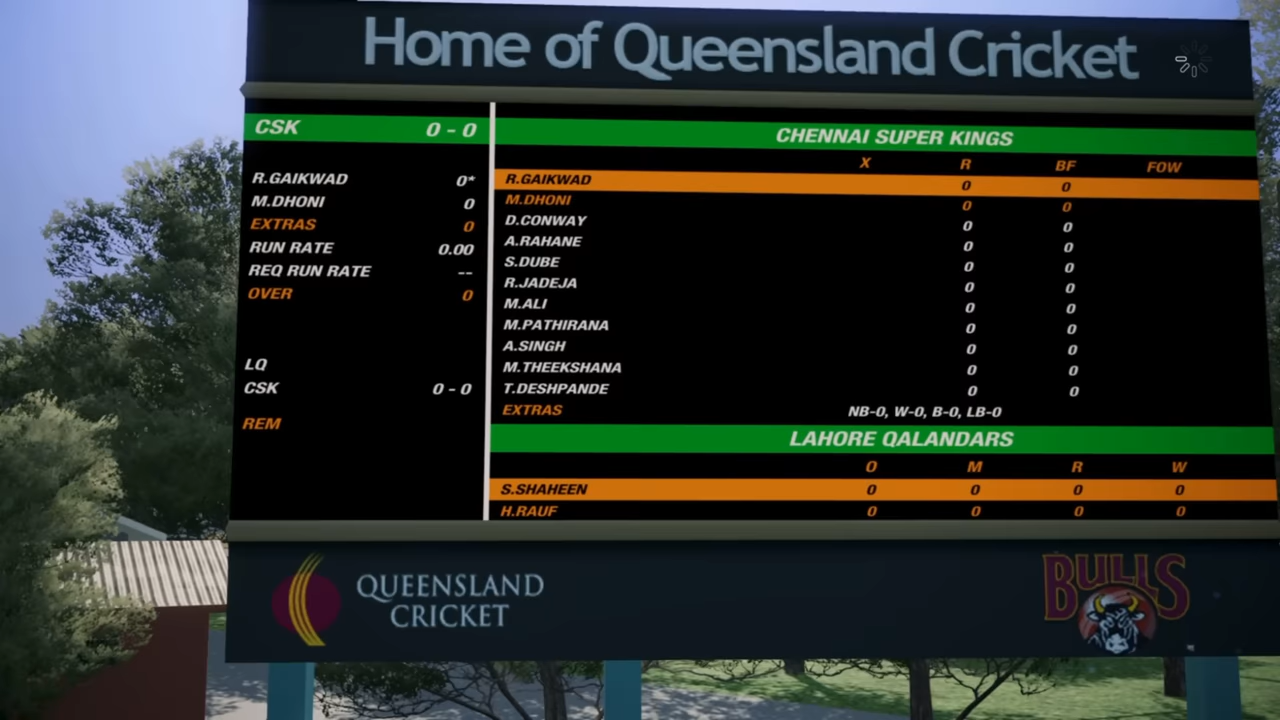 Home of Queensland Cricket
CSK 0 - 0
R.GAIKWAD 0*
M.DHONI 0
EXTRAS 0
RUN RATE 0.00
REQ RUN RATE --
OVER 0
LQ
CSK 0 - 0
REM
CHENNAI SUPER KINGS
X R BF FOW
R.GAIKWAD 0 0
M.DHONI 0 0
D.CONWAY 0 0
A.RAHANE 0 0
S.DUBE 0 0
R.JADEJA 0 0
M.ALI 0 0
M.PATHIRANA 0 0
A.SINGH 0 0
M.THEEKSHANA 0 0
T.DESHPANDE 0 0
EXTRAS NB-0, W-0, B-0, LB-0
LAHORE QALANDARS
O M R W
S.SHAHEEN 0 0 0 0
H.RAUF 0 0 0 0
QUEENSLAND
CRICKET
BULLS